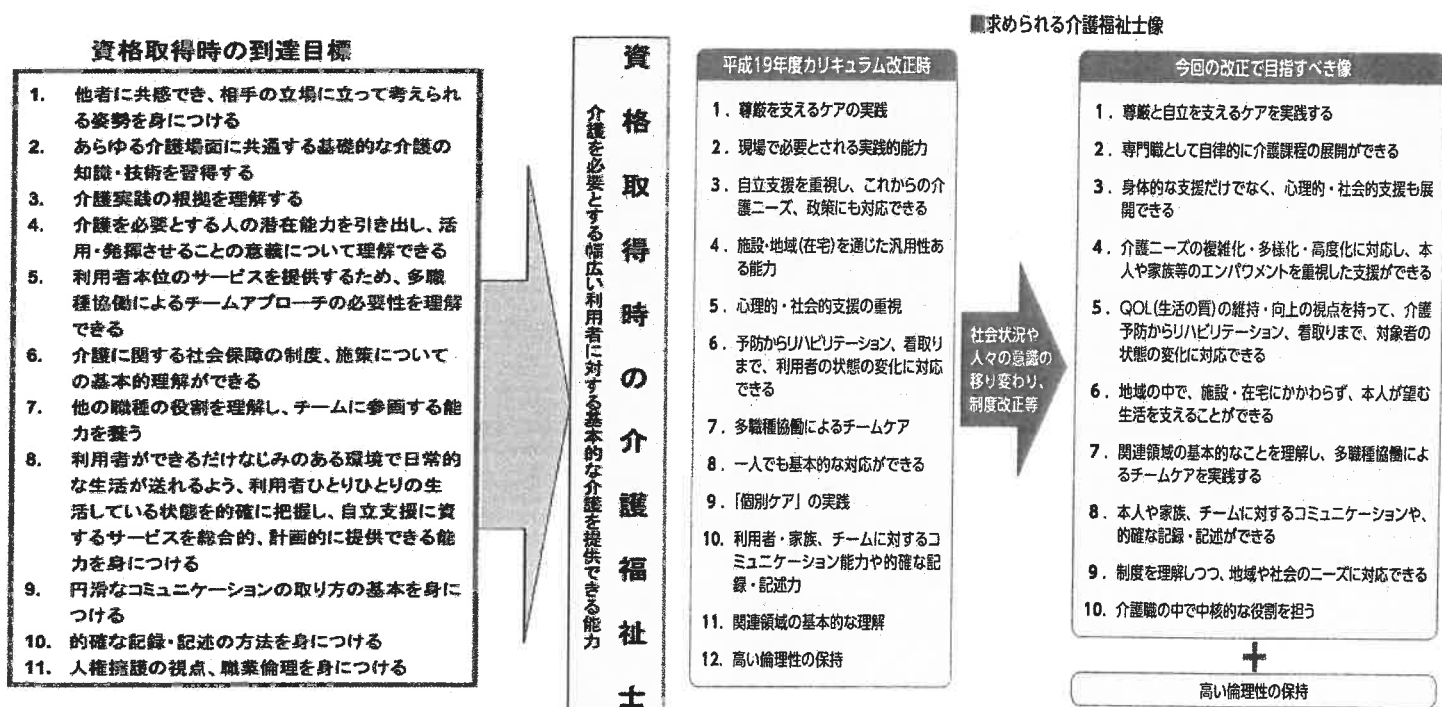 資格取得時の到達目標
1. 他者に共感でき、相手の立場に立って考えられ
る姿勢を身につける
2. あらゆる介護場面に共通する基礎的な介護の
知識・技術を習得する
3. 介護実践の根拠を理解する
4. 介護を必要とする人の潜在能力を引き出し、活
用・発揮させることの意義について理解できる
5. 利用者本位のサービスを提供するため、多職
種協働によるチームアプローチの必要性を理解
できる
6. 介護に関する社会保障の制度、施策について
の基本的理解ができる
7. 他の職種の役割を理解し、チームに参画する能
力を養う
8. 利用者ができるだけなじみのある環境で日常的
な生活が送れるよう、利用者ひとりひとりの生
活している状態を的確に把握し、自立支援に資
するサービスを総合的、計画的に提供できる能
力を身につける
9. 円滑なコミュニケーションの取り方の基本を身に
つける
10. 的確な記録・記述の方法を身につける
11. 人権擁護の視点、職業倫理を身につける
資格取得時の介護福祉士
介護を必要とする幅広い利用者に対する基本的な介護を提供できる能力
■求められる介護福祉士像
平成19年度カリキュラム改正時
1. 尊厳を支えるケアの実践
2. 現場で必要とされる実践的能力
3. 自立支援を重視し、これからの介
護ニーズ、政策にも対応できる
4. 施設・地域(在宅)を通じた汎用性あ
る能力
5. 心理的・社会的支援の重視
6. 予防からリハビリテーション、看取り
まで、利用者の状態の変化に対応
できる
7. 多職種協働によるチームケア
8. 一人でも基本的な対応ができる
9. 「個別ケア」の実践
10. 利用者・家族、チームに対するコ
ミュニケーション能力や的確な記
録・記述力
11. 関連領域の基本的な理解
12. 高い倫理性の保持
社会状況や
人々の意識の
移り変わり、
制度改正等
今回の改正で目指すべき像
1. 尊厳と自立を支えるケアを実践する
2. 専門職として自律的に介護課程の展開ができる
3. 身体的な支援だけでなく、心理的・社会的支援も展
開できる
4. 介護ニーズの複雑化・多様化・高度化に対応し、本
人や家族等のエンパワメントを重視した支援ができる
5. QOL(生活の質)の維持・向上の視点を持って、介護
予防からリハビリテーション、看取りまで、対象者の
状態の変化に対応できる
6. 地域の中で、施設・在宅にかかわらず、本人が望む
生活を支えることができる
7. 関連領域の基本的なことを理解し、多職種協働によ
るチームケアを実践する
8. 本人や家族、チームに対するコミュニケーションや、
的確な記録・記述ができる
9. 制度を理解しつつ、地域や社会のニーズに対応できる
10. 介護職の中で中核的な役割を担う
+
高い倫理性の保持